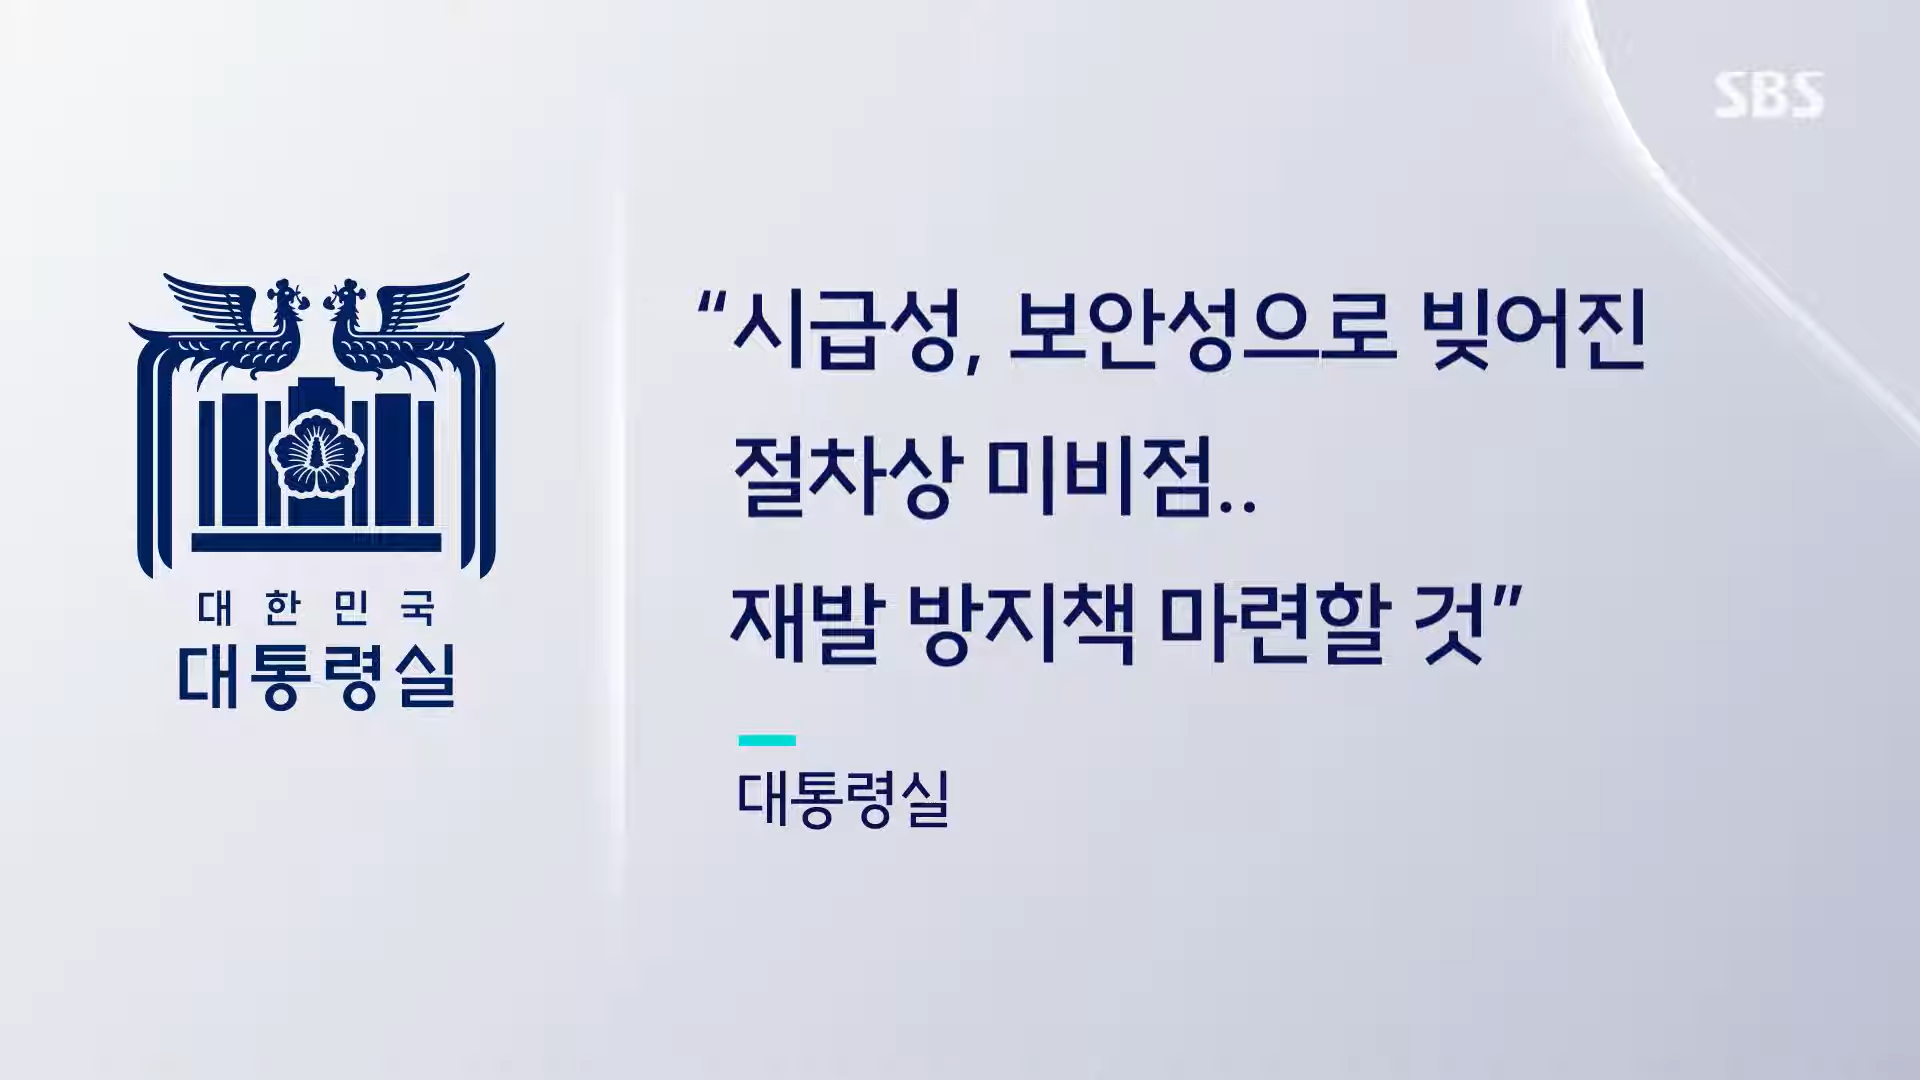 SBS
“시급성, 보안성으로 빚어진
절차상 미비점..
재발 방지책 마련할 것”
대통령실
대한민국
대통령실